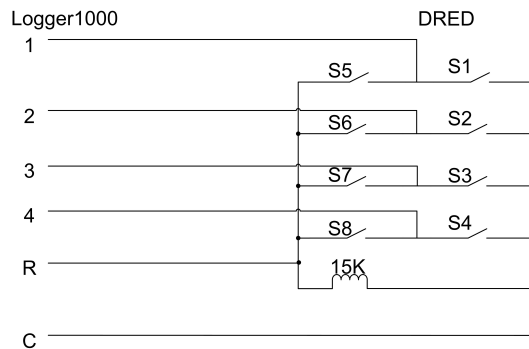 Logger1000 DRED
1
S5 S1
2
S6 S2
3
S7 S3
4
S8 S4
R
15K
C